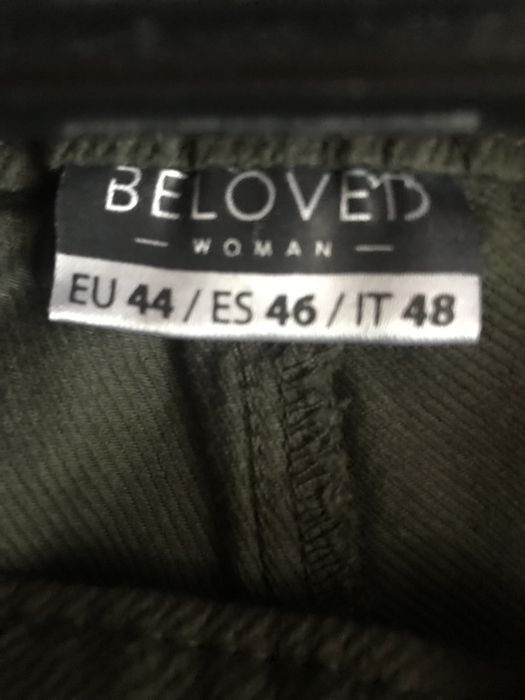 BELOVED
— WOMAN —
EU 44 / ES 46 / IT 48